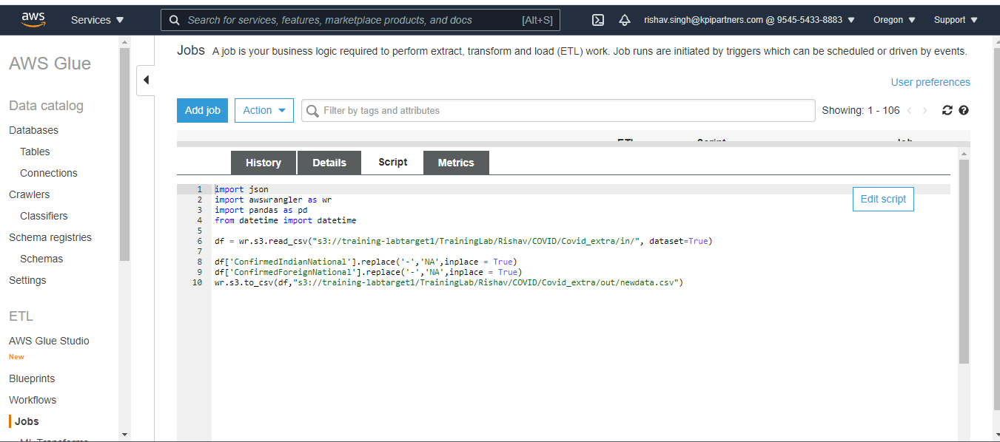 aws Services Search for services, features, marketplace products, and docs [Alt+S] rishav.singh@kpipartners.com @ 9545-5433-8883 Oregon Support
AWS Glue
Data catalog
Databases
Tables
Connections
Crawlers
Classifiers
Schema registries
Schemas
Settings
ETL
AWS Glue Studio
New
Blueprints
Workflows
Jobs
ML Transforms
Jobs A job is your business logic required to perform extract, transform and load (ETL) work. Job runs are initiated by triggers which can be scheduled or driven by events.
User preferences
Add job Action Filter by tags and attributes Showing: 1 - 106
ETL Script Job
History Details Script Metrics
Edit script
1 import json
2 import awswrangler as wr
3 import pandas as pd
4 from datetime import datetime
5
6 df = wr.s3.read_csv("s3://training-labtarget1/TrainingLab/Rishav/COVID/Covid_extra/in/", dataset=True)
7
8 df['ConfirmedIndianNational'].replace('-','NA',inplace = True)
9 df['ConfirmedForeignNational'].replace('-','NA',inplace = True)
10 wr.s3.to_csv(df,"s3://training-labtarget1/TrainingLab/Rishav/COVID/Covid_extra/out/newdata.csv")